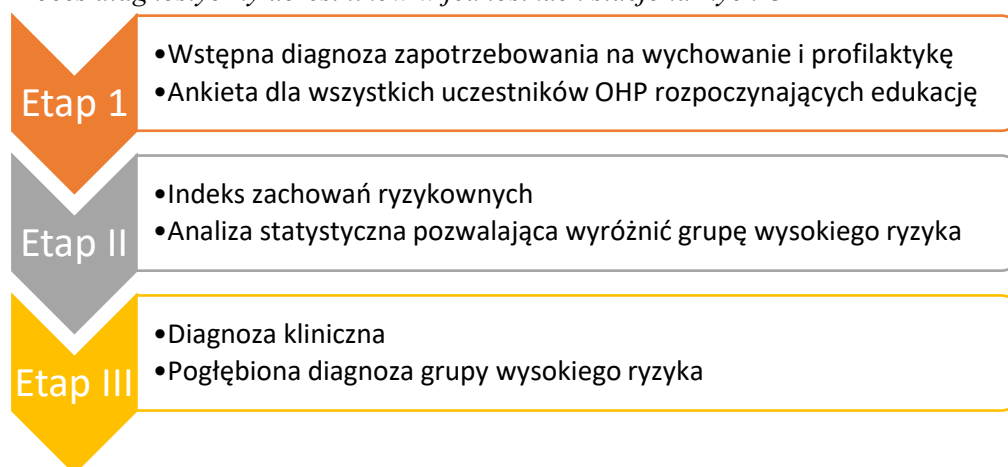 Etap 1
•Wstępna diagnoza zapotrzebowania na wychowanie i profilaktykę
•Ankieta dla wszystkich uczestników OHP rozpoczynających edukację
Etap II
•Indeks zachowań ryzykownych
•Analiza statystyczna pozwalająca wyróżnić grupę wysokiego ryzyka
Etap III
•Diagnoza kliniczna
•Pogłębiona diagnoza grupy wysokiego ryzyka